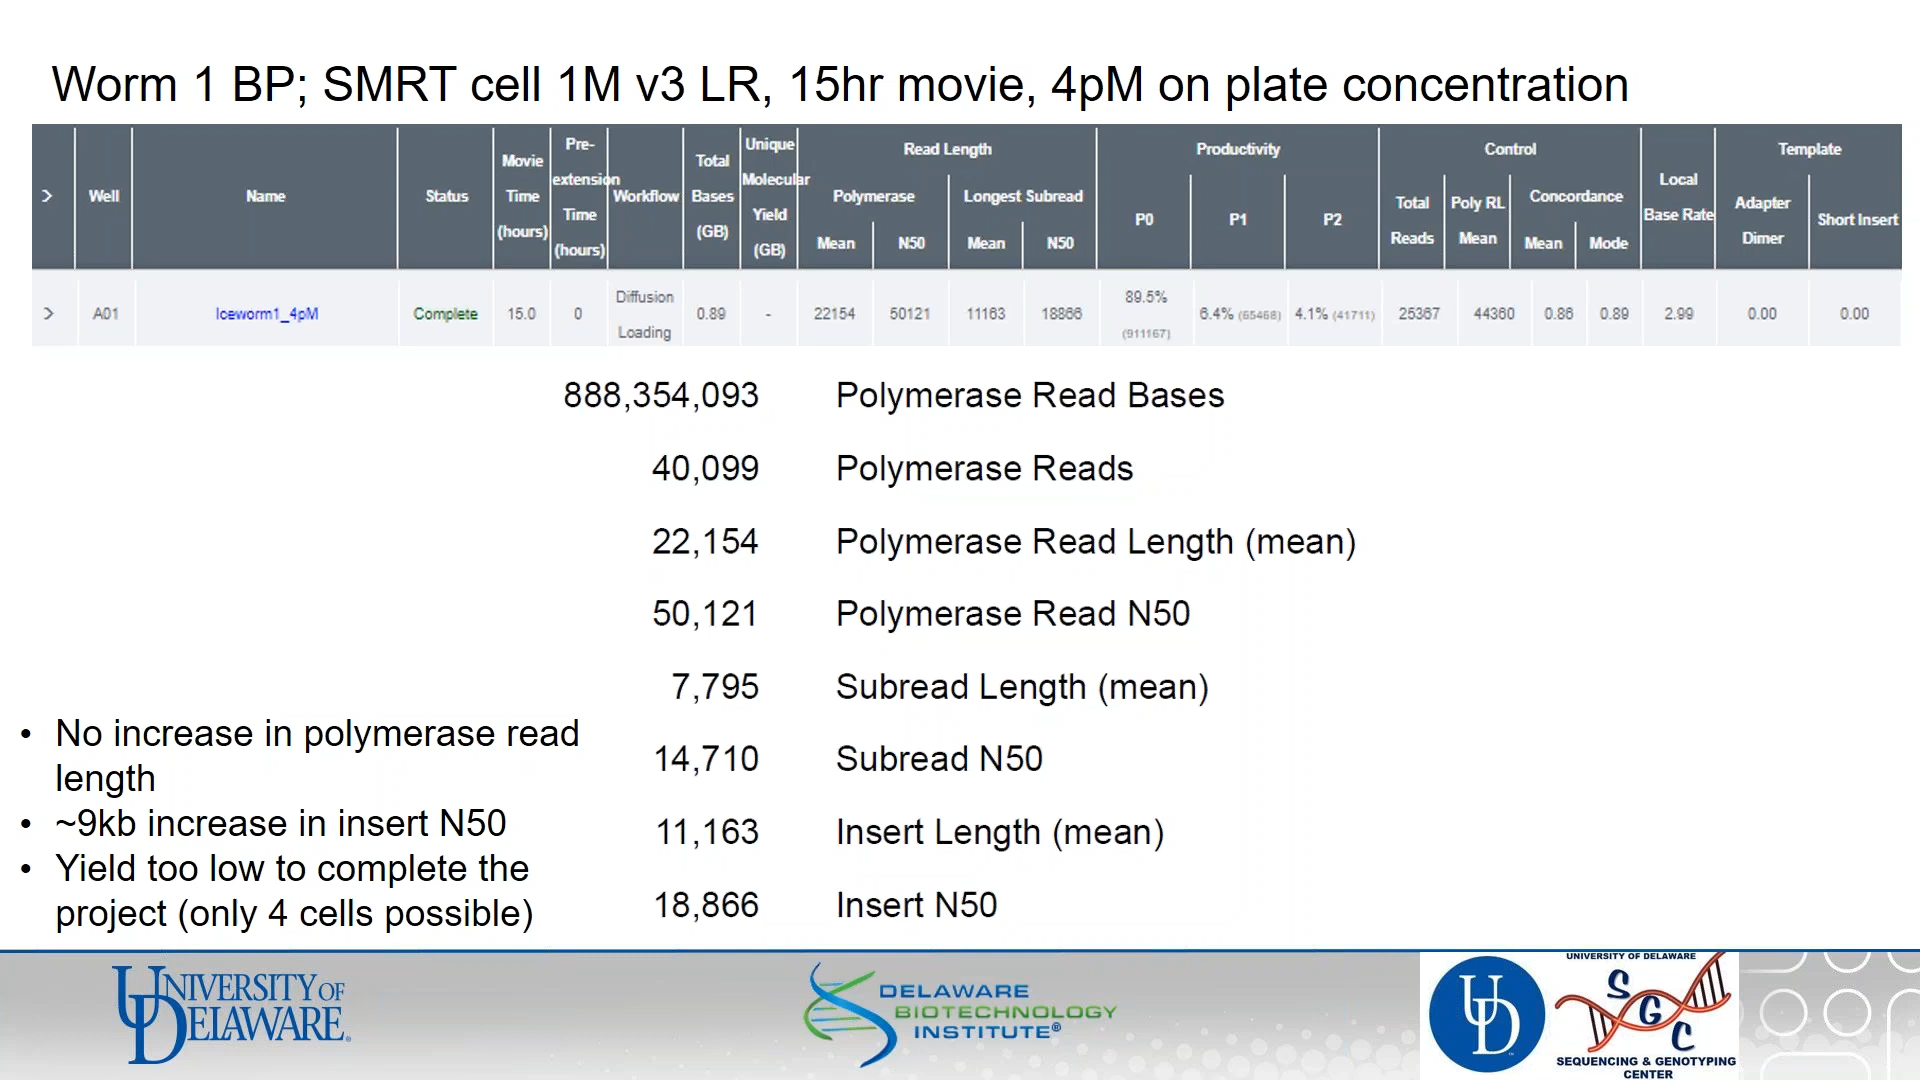 Worm 1 BP; SMRT cell 1M v3 LR, 15hr movie, 4pM on plate concentration
> Well Name Status Movie Time (hours) Pre-extension Time (hours) Workflow Total Bases (GB) Unique Molecular Yield (GB) Read Length Polymerase Mean N50 Longest Subread Mean N50 Productivity P0 P1 P2 Control Total Reads Poly RL Mean Concordance Mean Mode Local Base Rate Template Adapter Dimer Short Insert
> A01 Iceworm1_4pM Complete 15.0 0 Diffusion Loading 0.89 - 22154 50121 11163 18866 89.5% (911167) 6.4% (65468) 4.1% (41711) 25367 44360 0.86 0.89 2.99 0.00 0.00
888,354,093 Polymerase Read Bases
40,099 Polymerase Reads
22,154 Polymerase Read Length (mean)
50,121 Polymerase Read N50
7,795 Subread Length (mean)
14,710 Subread N50
11,163 Insert Length (mean)
18,866 Insert N50
• No increase in polymerase read
length
• ~9kb increase in insert N50
• Yield too low to complete the
project (only 4 cells possible)
UNIVERSITY OF
DELAWARE.
DELAWARE
BIOTECHNOLOGY
INSTITUTE®
UD
UNIVERSITY OF DELAWARE
SGC
SEQUENCING & GENOTYPING
CENTER